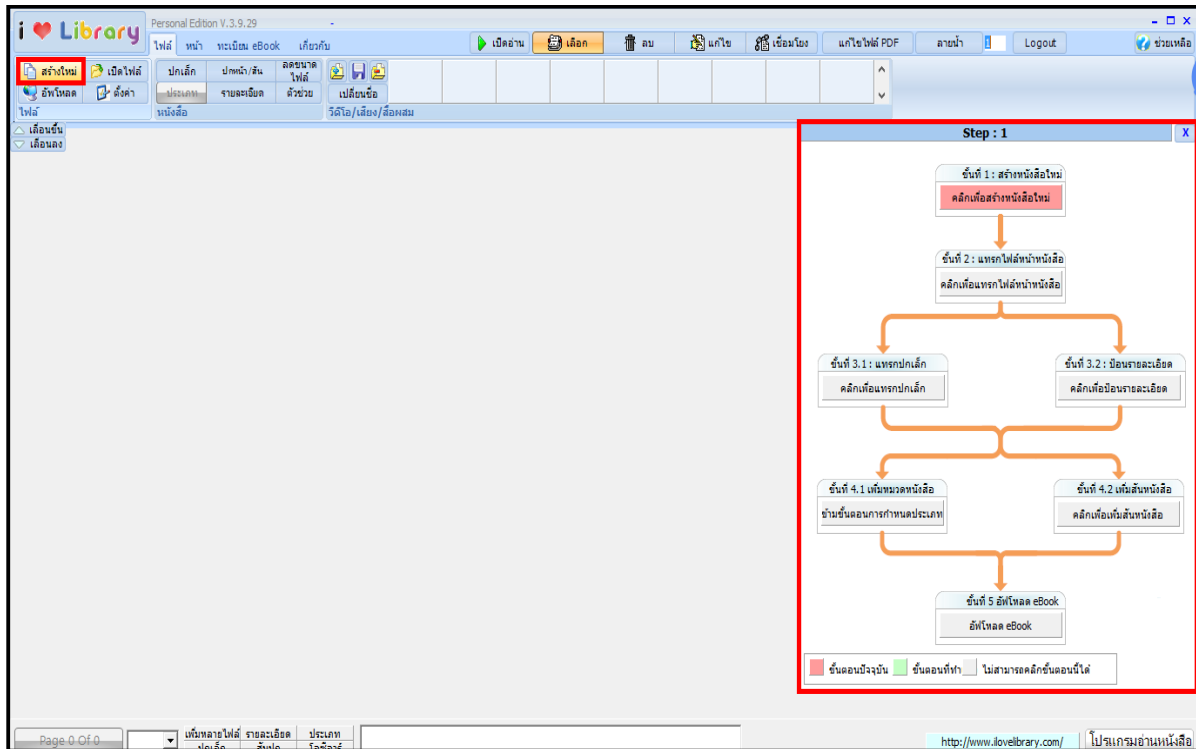 i ❤ Library
Personal Edition V.3.9.29 -
ไฟล์ หน้า ทะเบียน eBook เกี่ยวกับ
เปิดอ่าน เลือก ลบ แก้ไข เชื่อมโยง แก้ไขไฟล์ PDF ลายน้ำ Logout ช่วยเหลือ
สร้างใหม่ เปิดไฟล์ ปกเล็ก ปกหน้า/สัน ลดขนาดไฟล์
อัพโหลด ตั้งค่า ประเภท รายละเอียด ตัวช่วย เปลี่ยนชื่อ
ไฟล์ หนังสือ วีดีโอ/เสียง/สื่อผสม
เลื่อนขึ้น
เลื่อนลง
Step : 1 X
ขั้นที่ 1 : สร้างหนังสือใหม่
คลิกเพื่อสร้างหนังสือใหม่
ขั้นที่ 2 : แทรกไฟล์หน้าหนังสือ
คลิกเพื่อแทรกไฟล์หน้าหนังสือ
ขั้นที่ 3.1 : แทรกปกเล็ก ขั้นที่ 3.2 : ป้อนรายละเอียด
คลิกเพื่อแทรกปกเล็ก คลิกเพื่อป้อนรายละเอียด
ขั้นที่ 4.1 เพิ่มหมวดหนังสือ ขั้นที่ 4.2 เพิ่มสันหนังสือ
ข้ามขั้นตอนการกำหนดประเภท คลิกเพื่อเพิ่มสันหนังสือ
ขั้นที่ 5 อัฟโหลด eBook
อัฟโหลด eBook
ขั้นตอนปัจจุบัน ขั้นตอนที่ทำ ไม่สามารถคลิกขั้นตอนนี้ได้
Page 0 Of 0 เพิ่มหลายไฟล์ รายละเอียด ประเภท
ปกเล็ก สันปก โอซีอาร์
http://www.ilovelibrary.com/ โปรแกรมอ่านหนังสือ